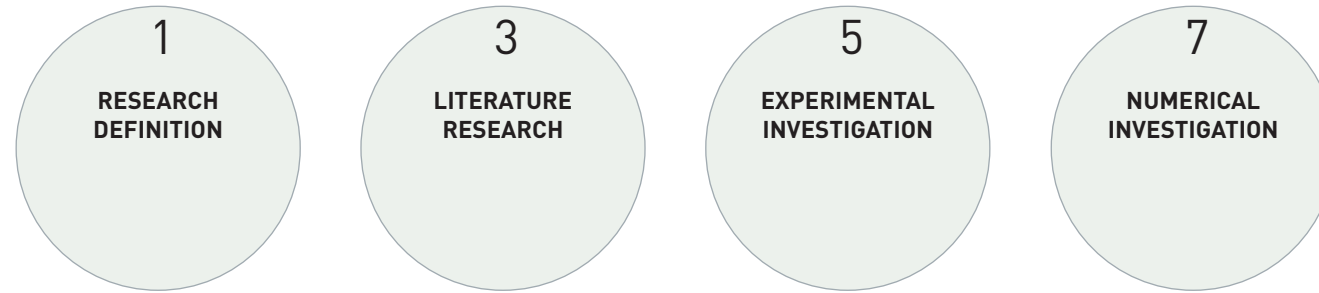 1
RESEARCH
DEFINITION
3
LITERATURE
RESEARCH
5
EXPERIMENTAL
INVESTIGATION
7
NUMERICAL
INVESTIGATION